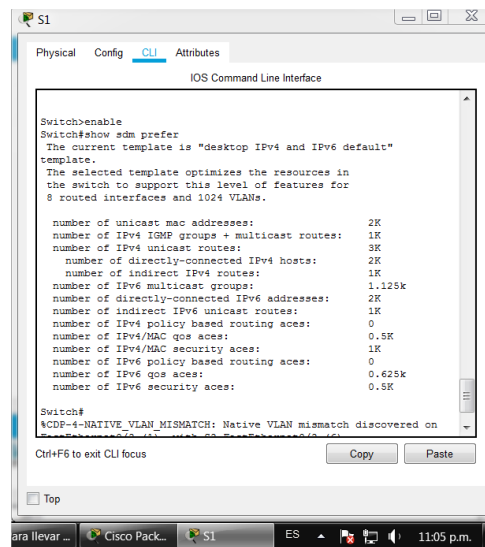 S1
Physical Config CLI Attributes
IOS Command Line Interface
Switch>enable
Switch#show sdm prefer
The current template is "desktop IPv4 and IPv6 default"
template.
The selected template optimizes the resources in
the switch to support this level of features for
8 routed interfaces and 1024 VLANs.
number of unicast mac addresses: 2K
number of IPv4 IGMP groups + multicast routes: 1K
number of IPv4 unicast routes: 3K
number of directly-connected IPv4 hosts: 2K
number of indirect IPv4 routes: 1K
number of IPv6 multicast groups: 1.125k
number of directly-connected IPv6 addresses: 2K
number of indirect IPv6 unicast routes: 1K
number of IPv4 policy based routing aces: 0
number of IPv4/MAC qos aces: 0.5K
number of IPv4/MAC security aces: 1K
number of IPv6 policy based routing aces: 0
number of IPv6 qos aces: 0.625k
number of IPv6 security aces: 0.5K
Switch#
%CDP-4-NATIVE_VLAN_MISMATCH: Native VLAN mismatch discovered on
Ctrl+F6 to exit CLI focus Copy Paste
Top
ara llevar ... Cisco Pack... S1 ES 11:05 p.m.